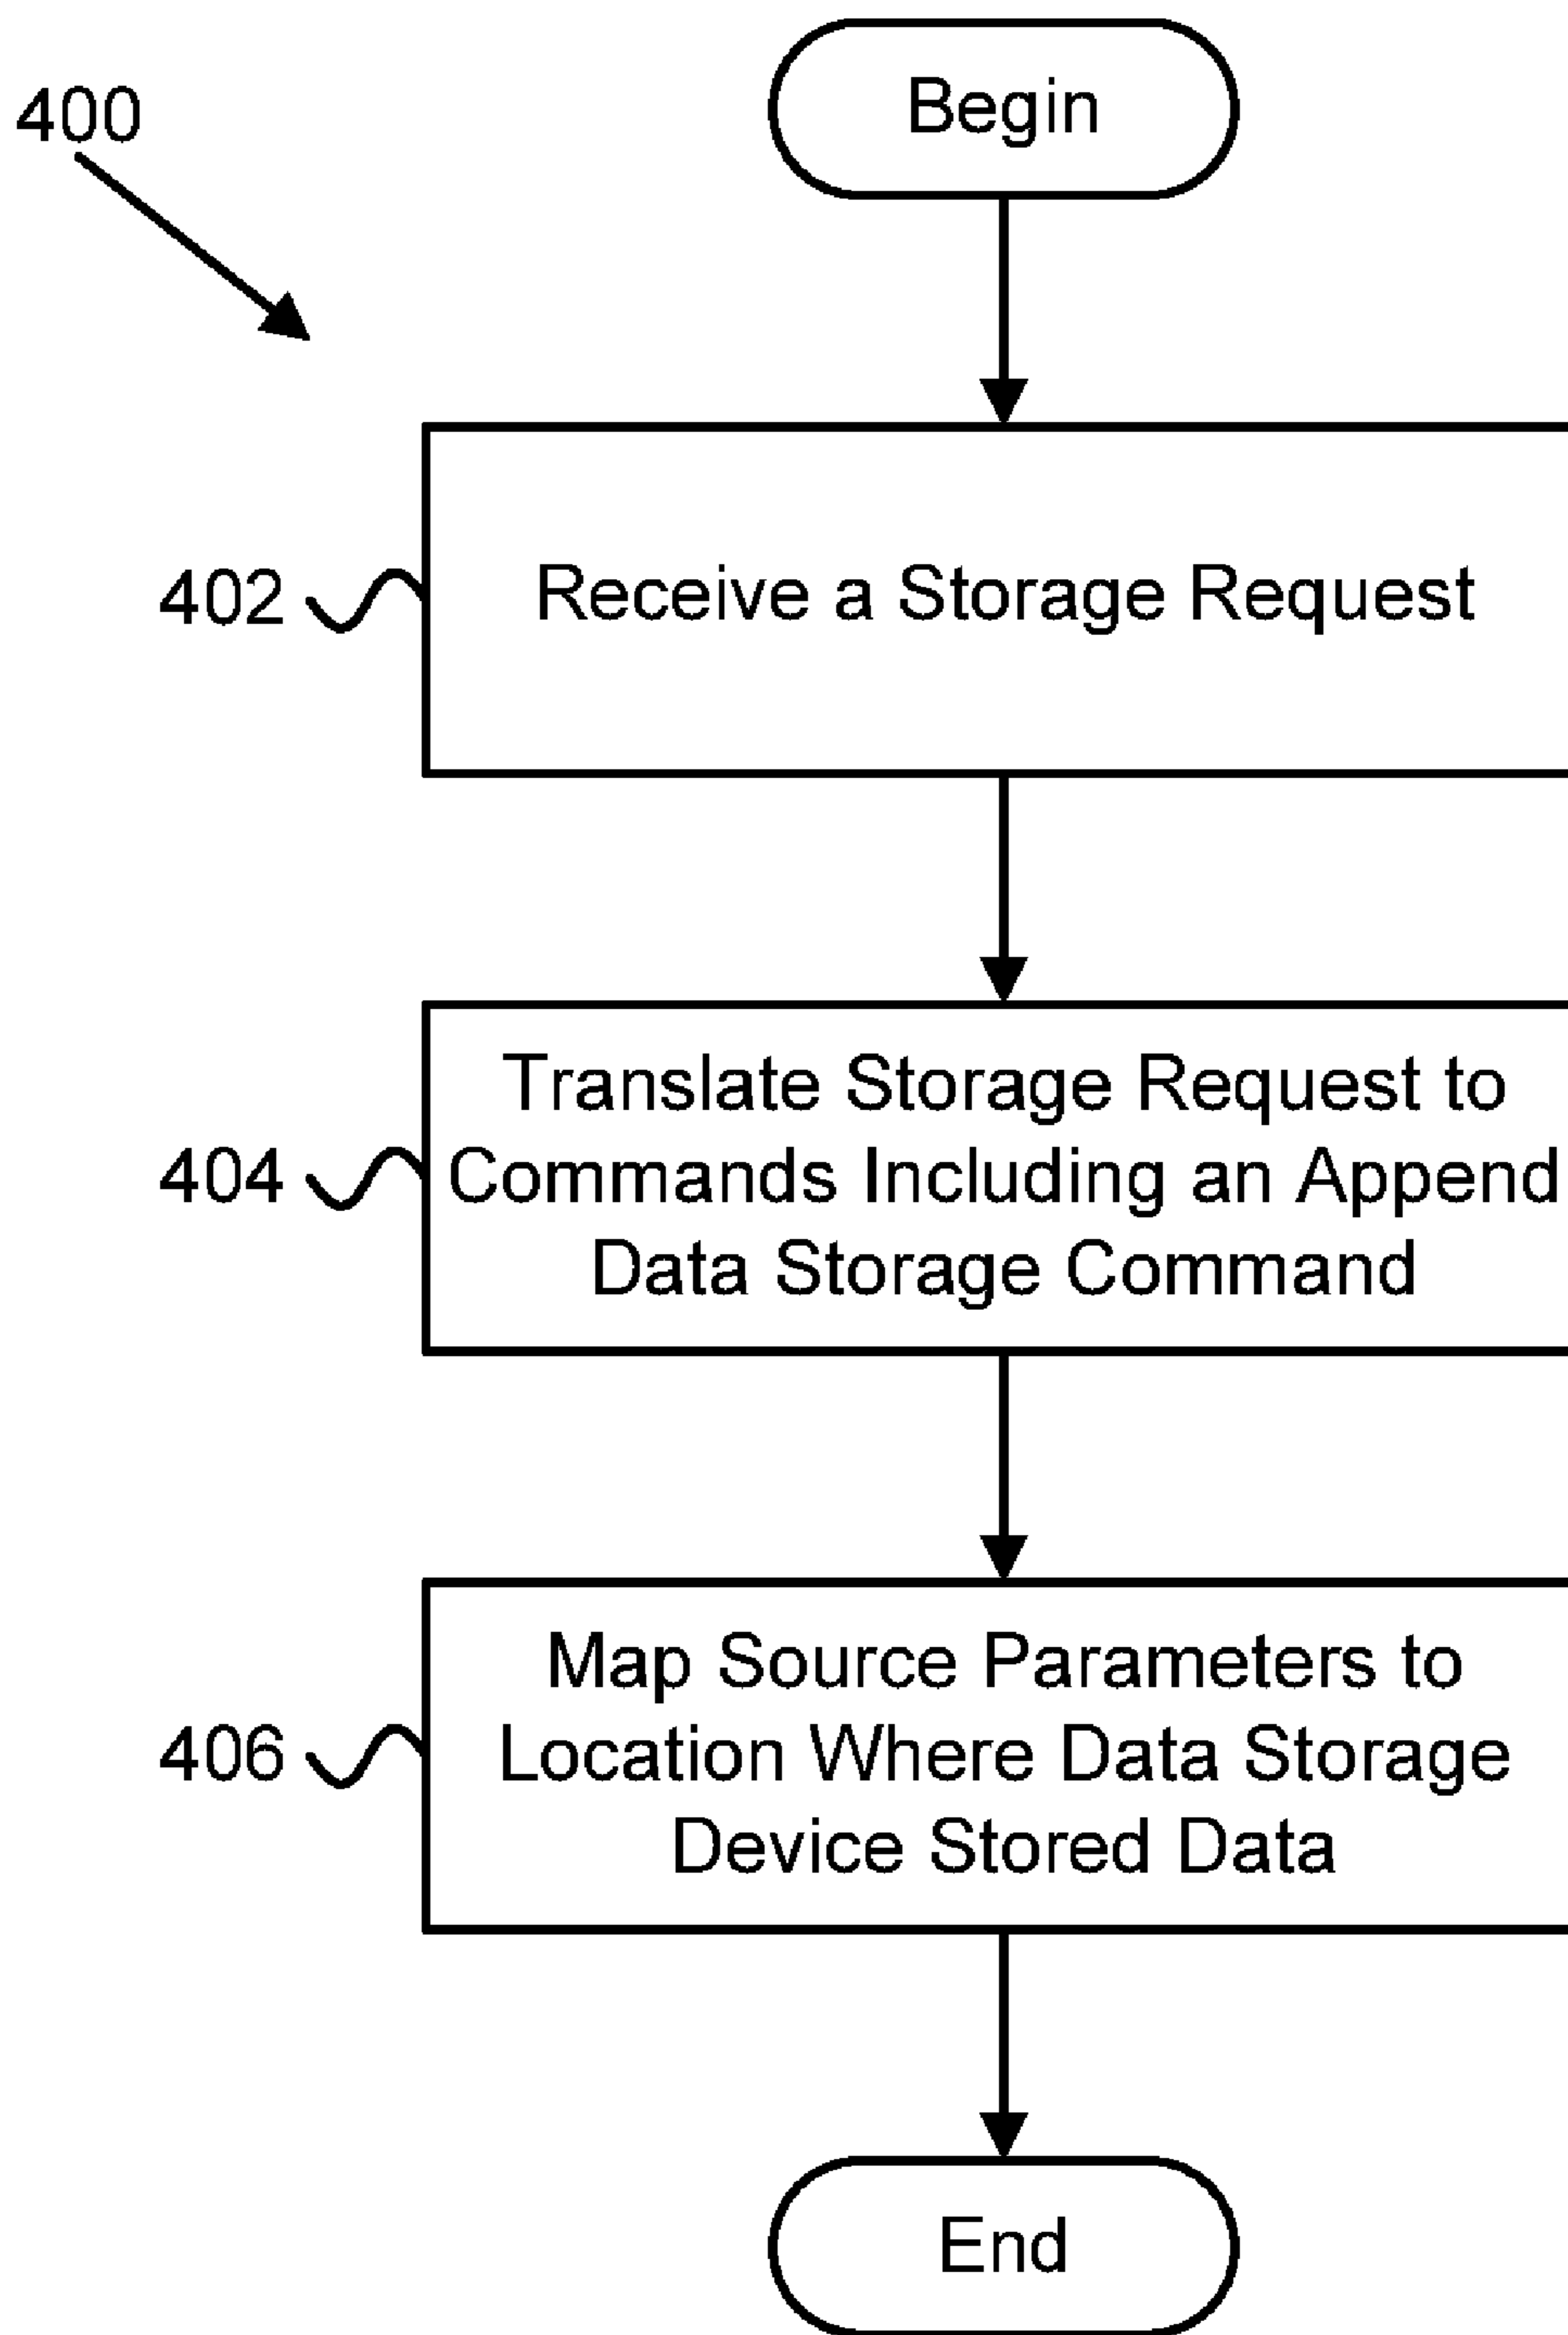 400
Begin
402
Receive a Storage Request
404
Translate Storage Request to
Commands Including an Append
Data Storage Command
406
Map Source Parameters to
Location Where Data Storage
Device Stored Data
End